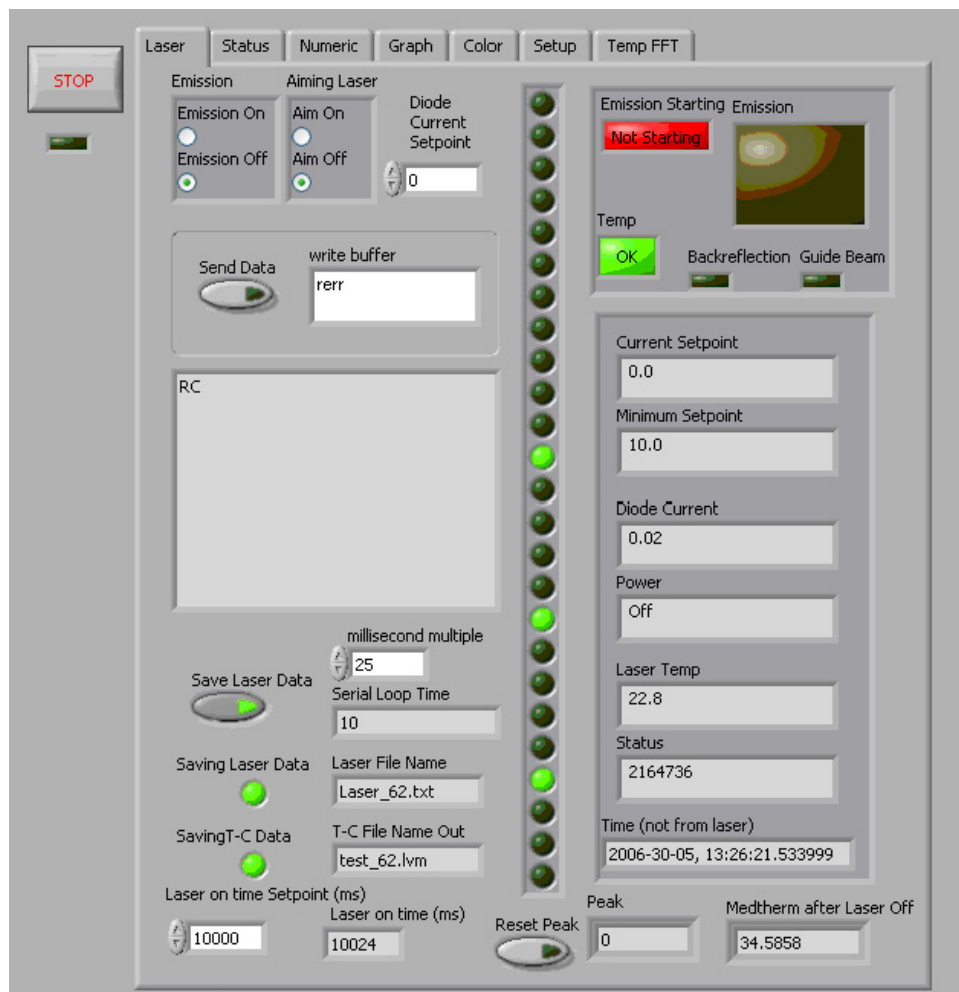 Laser
Status
Numeric
Graph
Color
Setup
Temp FFT
STOP
Emission
Emission On
Emission Off
Aiming Laser
Aim On
Aim Off
Diode
Current
Setpoint
0
Send Data
write buffer
rerr
RC
millisecond multiple
25
Save Laser Data
Serial Loop Time
10
Saving Laser Data
Laser File Name
Laser_62.txt
SavingT-C Data
T-C File Name Out
test_62.lvm
Laser on time Setpoint (ms)
10000
Laser on time (ms)
10024
Emission Starting
Not Starting
Emission
Temp
OK
Backreflection
Guide Beam
Current Setpoint
0.0
Minimum Setpoint
10.0
Diode Current
0.02
Power
Off
Laser Temp
22.8
Status
2164736
Time (not from laser)
2006-30-05, 13:26:21.533999
Reset Peak
Peak
0
Medtherm after Laser Off
34.5858